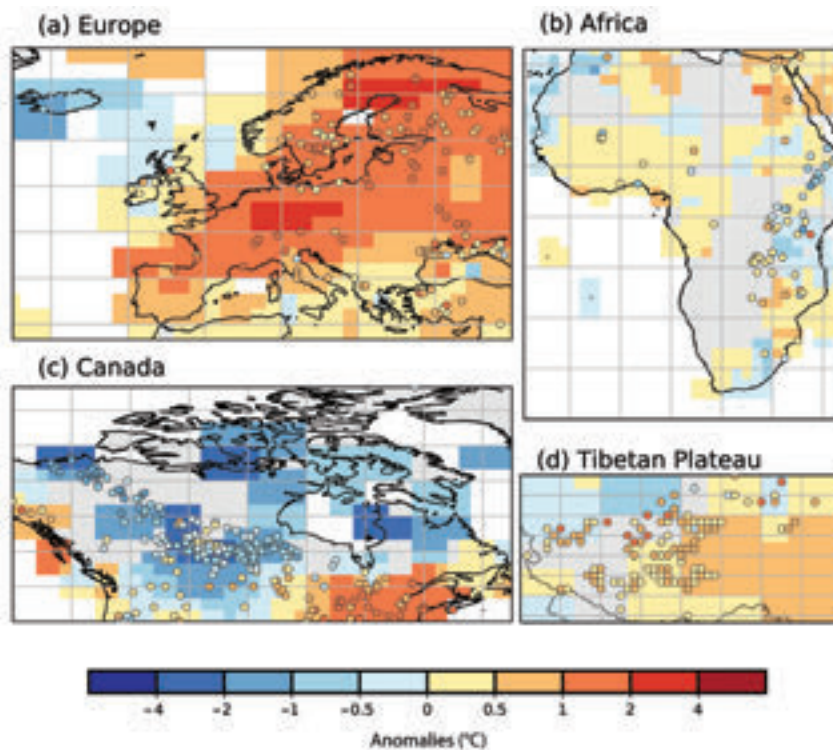 (a) Europe
(b) Africa
(c) Canada
(d) Tibetan Plateau
-4 -2 -1 -0.5 0 0.5 1 2 4
Anomalies (°C)